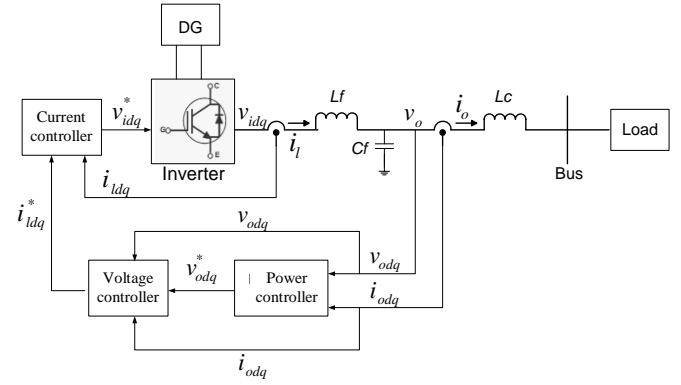 DG
C
G
E
Inverter
Current
controller
v*idq
vidq
Lf
il
vo
io
Lc
Cf
Bus
Load
ildq
i*ldq
vodq
v*odq
vodq
iodq
Voltage
controller
Power
controller
iodq